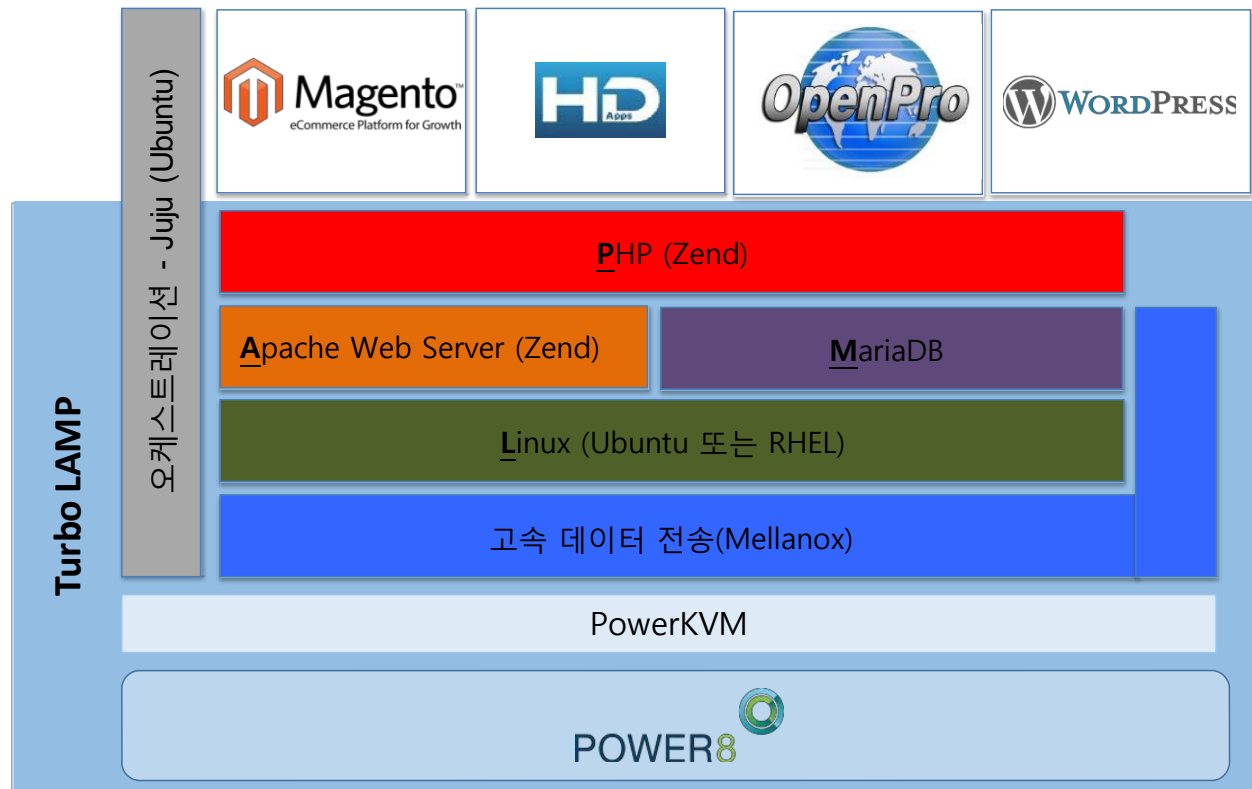 오케스트레이션 - Juju (Ubuntu)
Magento™
eCommerce Platform for Growth
HD
Apps
OpenPro
WORDPRESS
Turbo LAMP
PHP (Zend)
Apache Web Server (Zend)
MariaDB
Linux (Ubuntu 또는 RHEL)
고속 데이터 전송(Mellanox)
PowerKVM
POWER8